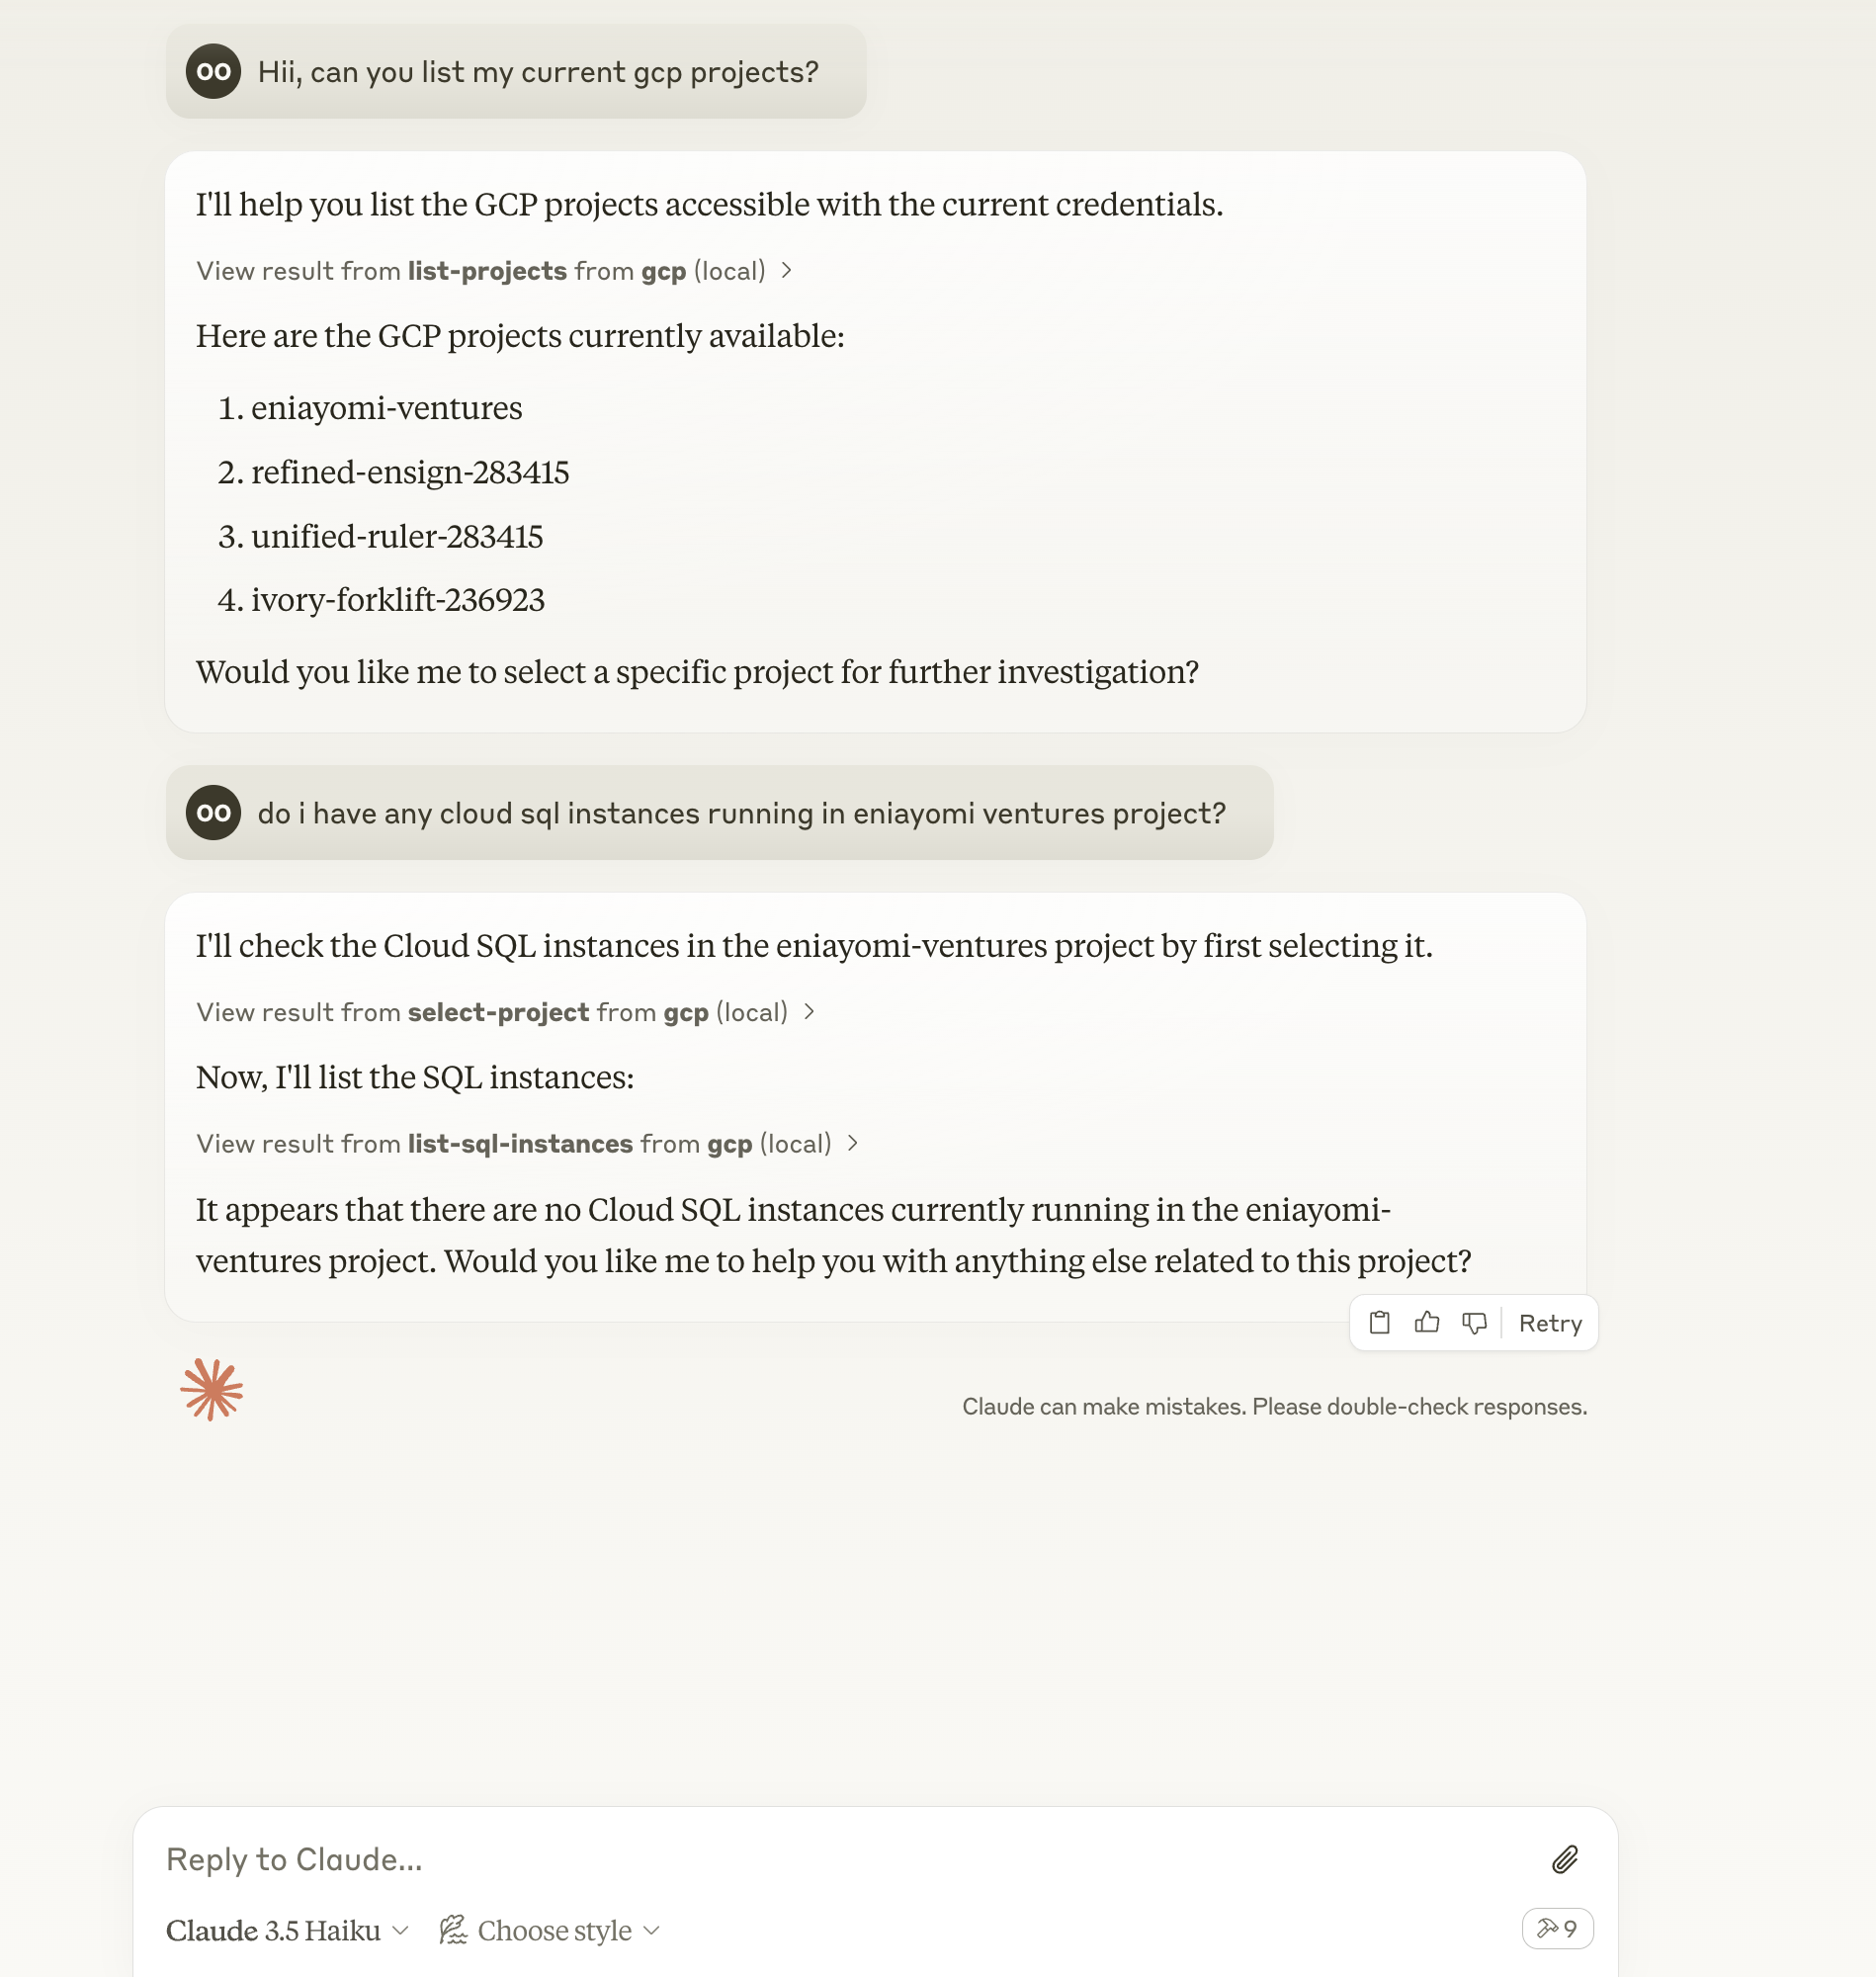 OO Hii, can you list my current gcp projects?
I'll help you list the GCP projects accessible with the current credentials.
View result from list-projects from gcp (local)
Here are the GCP projects currently available:
1. eniayomi-ventures
2. refined-ensign-283415
3. unified-ruler-283415
4. ivory-forklift-236923
Would you like me to select a specific project for further investigation?
OO do i have any cloud sql instances running in eniayomi ventures project?
I'll check the Cloud SQL instances in the eniayomi-ventures project by first selecting it.
View result from select-project from gcp (local)
Now, I'll list the SQL instances:
View result from list-sql-instances from gcp (local)
It appears that there are no Cloud SQL instances currently running in the eniayomi-
ventures project. Would you like me to help you with anything else related to this project?
Retry
Claude can make mistakes. Please double-check responses.
Reply to Claude...
Claude 3.5 Haiku Choose style 9